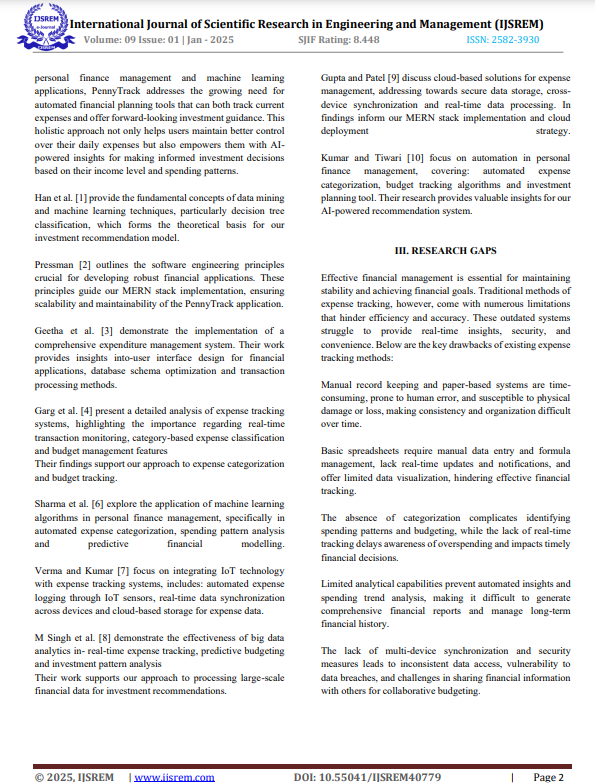 IJSREM
e-Journal
International Journal of Scientific Research in Engineering and Management (IJSREM)
Volume: 09 Issue: 01 | Jan - 2025
SJIF Rating: 8.448
ISSN: 2582-3930
personal finance management and machine learning
applications, PennyTrack addresses the growing need for
automated financial planning tools that can both track current
expenses and offer forward-looking investment guidance. This
holistic approach not only helps users maintain better control
over their daily expenses but also empowers them with AI-
powered insights for making informed investment decisions
based on their income level and spending patterns.
Han et al. [1] provide the fundamental concepts of data mining
and machine learning techniques, particularly decision tree
classification, which forms the theoretical basis for our
investment recommendation model.
Pressman [2] outlines the software engineering principles
crucial for developing robust financial applications. These
principles guide our MERN stack implementation, ensuring
scalability and maintainability of the PennyTrack application.
Geetha et al. [3] demonstrate the implementation of a
comprehensive expenditure management system. Their work
provides insights into-user interface design for financial
applications, database schema optimization and transaction
processing methods.
Garg et al. [4] present a detailed analysis of expense tracking
systems, highlighting the importance regarding real-time
transaction monitoring, category-based expense classification
and budget management features
Their findings support our approach to expense categorization
and budget tracking.
Sharma et al. [6] explore the application of machine learning
algorithms in personal finance management, specifically in
automated expense categorization, spending pattern analysis
and predictive financial modelling.
Verma and Kumar [7] focus on integrating IoT technology
with expense tracking systems, includes: automated expense
logging through IoT sensors, real-time data synchronization
across devices and cloud-based storage for expense data.
M Singh et al. [8] demonstrate the effectiveness of big data
analytics in- real-time expense tracking, predictive budgeting
and investment pattern analysis
Their work supports our approach to processing large-scale
financial data for investment recommendations.
Gupta and Patel [9] discuss cloud-based solutions for expense
management, addressing towards secure data storage, cross-
device synchronization and real-time data processing. In
findings inform our MERN stack implementation and cloud
deployment strategy.
Kumar and Tiwari [10] focus on automation in personal
finance management, covering: automated expense
categorization, budget tracking algorithms and investment
planning tool. Their research provides valuable insights for our
AI-powered recommendation system.
III. RESEARCH GAPS
Effective financial management is essential for maintaining
stability and achieving financial goals. Traditional methods of
expense tracking, however, come with numerous limitations
that hinder efficiency and accuracy. These outdated systems
struggle to provide real-time insights, security, and
convenience. Below are the key drawbacks of existing expense
tracking methods:
Manual record keeping and paper-based systems are time-
consuming, prone to human error, and susceptible to physical
damage or loss, making consistency and organization difficult
over time.
Basic spreadsheets require manual data entry and formula
management, lack real-time updates and notifications, and
offer limited data visualization, hindering effective financial
tracking.
The absence of categorization complicates identifying
spending patterns and budgeting, while the lack of real-time
tracking delays awareness of overspending and impacts timely
financial decisions.
Limited analytical capabilities prevent automated insights and
spending trend analysis, making it difficult to generate
comprehensive financial reports and manage long-term
financial history.
The lack of multi-device synchronization and security
measures leads to inconsistent data access, vulnerability to
data breaches, and challenges in sharing financial information
with others for collaborative budgeting.
© 2025, IJSREM | www.ijsrem.com
DOI: 10.55041/IJSREM40779
| Page 2